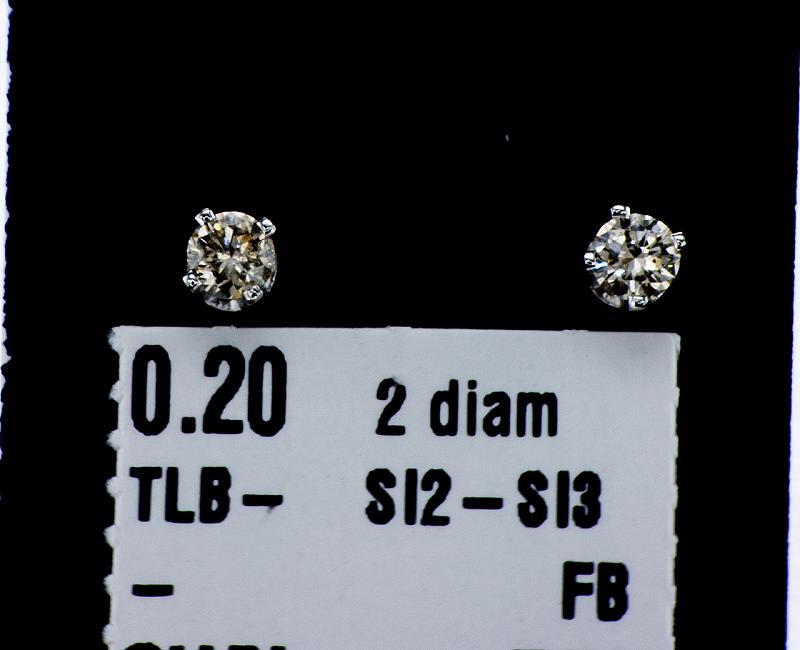 0.20 2 diam
TLB- SI2-SI3
- FB